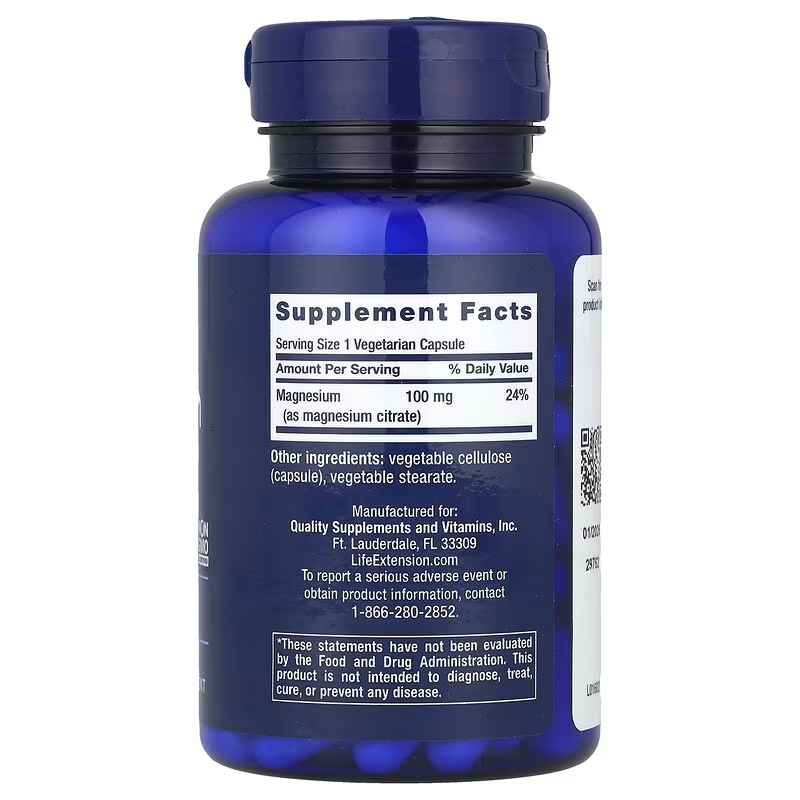 Supplement Facts
Serving Size 1 Vegetarian Capsule
Amount Per Serving % Daily Value
Magnesium 100 mg 24%
(as magnesium citrate)
Other ingredients: vegetable cellulose
(capsule), vegetable stearate.
Manufactured for:
Quality Supplements and Vitamins, Inc.
Ft. Lauderdale, FL 33309
LifeExtension.com
To report a serious adverse event or
obtain product information, contact
1-866-280-2852.
*These statements have not been evaluated
by the Food and Drug Administration. This
product is not intended to diagnose, treat,
cure, or prevent any disease.
Scan
product